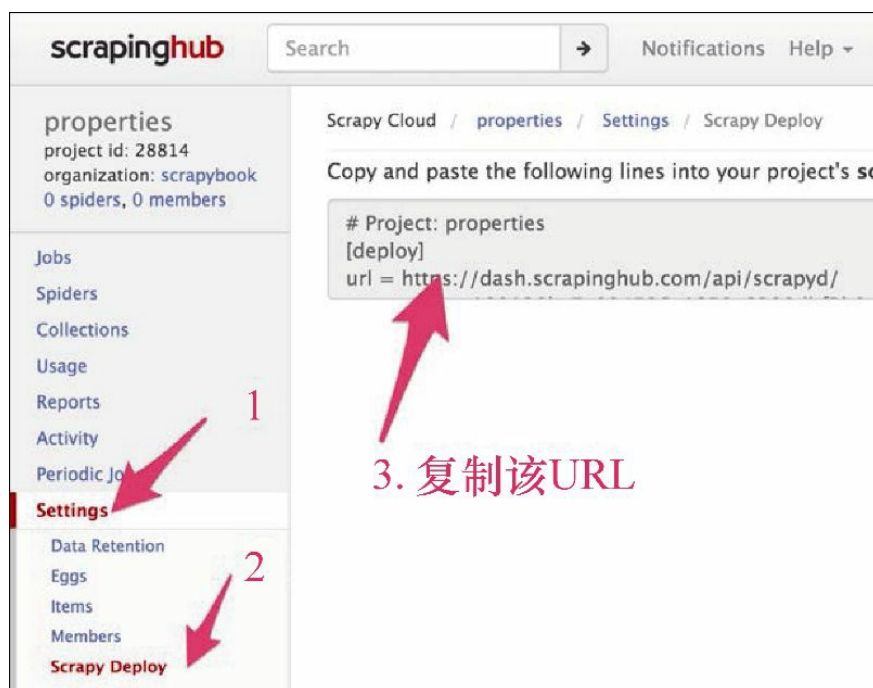 scrapinghub
Search
Notifications Help
properties
project id: 28814
organization: scrapybook
0 spiders, 0 members
Jobs
Spiders
Collections
Usage
Reports
Activity
Periodic Jo
Settings
Data Retention
Eggs
Items
Members
Scrapy Deploy
1
2
Scrapy Cloud / properties / Settings / Scrapy Deploy
Copy and paste the following lines into your project's sc
# Project: properties
[deploy]
url = https://dash.scrapinghub.com/api/scrapyd/
3. 复制该URL